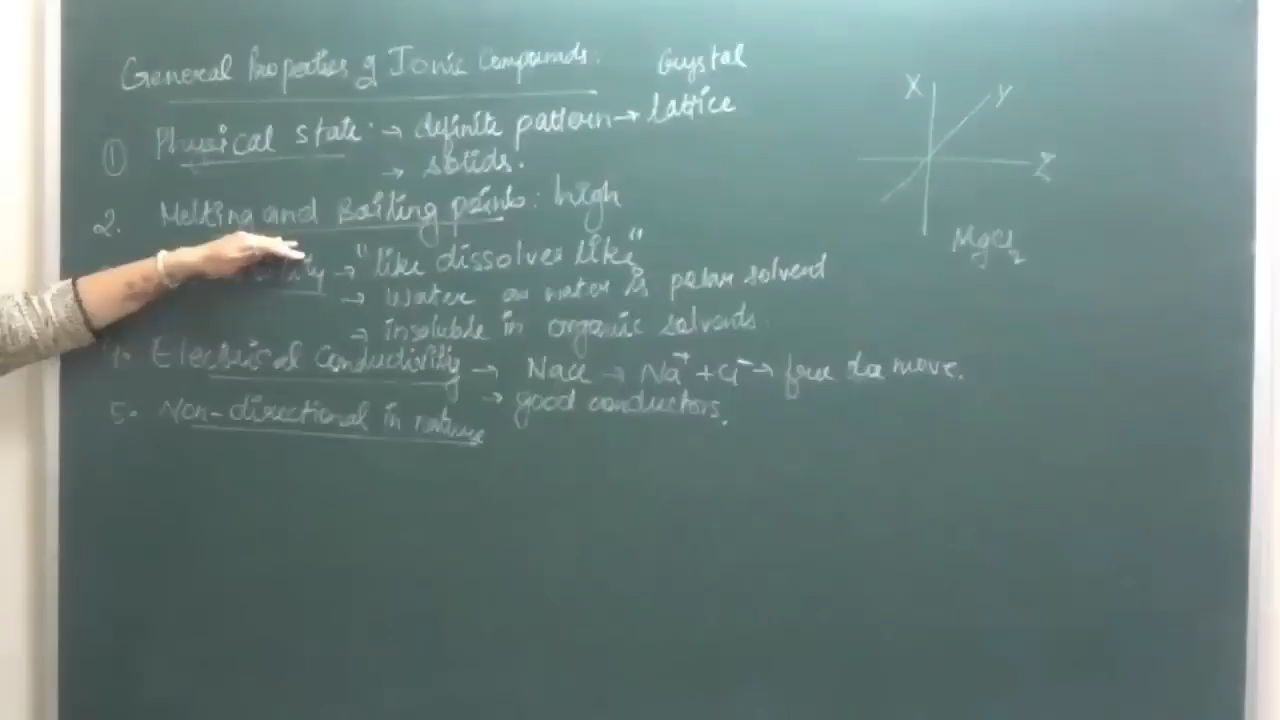 General Properties of Ionic Compounds: Crystal
① Physical state: → definite pattern → lattice
→ solids.
2. Melting and Boiling points: high
→ "like dissolves like"
→ Water as water is polar solvent
→ insoluble in organic solvents.
4. Electrical Conductivity → NaCl → Na⁺ + Cl⁻ → free to move.
→ good conductors.
5. Non-directional in nature
X Y
Z
MgCl₂